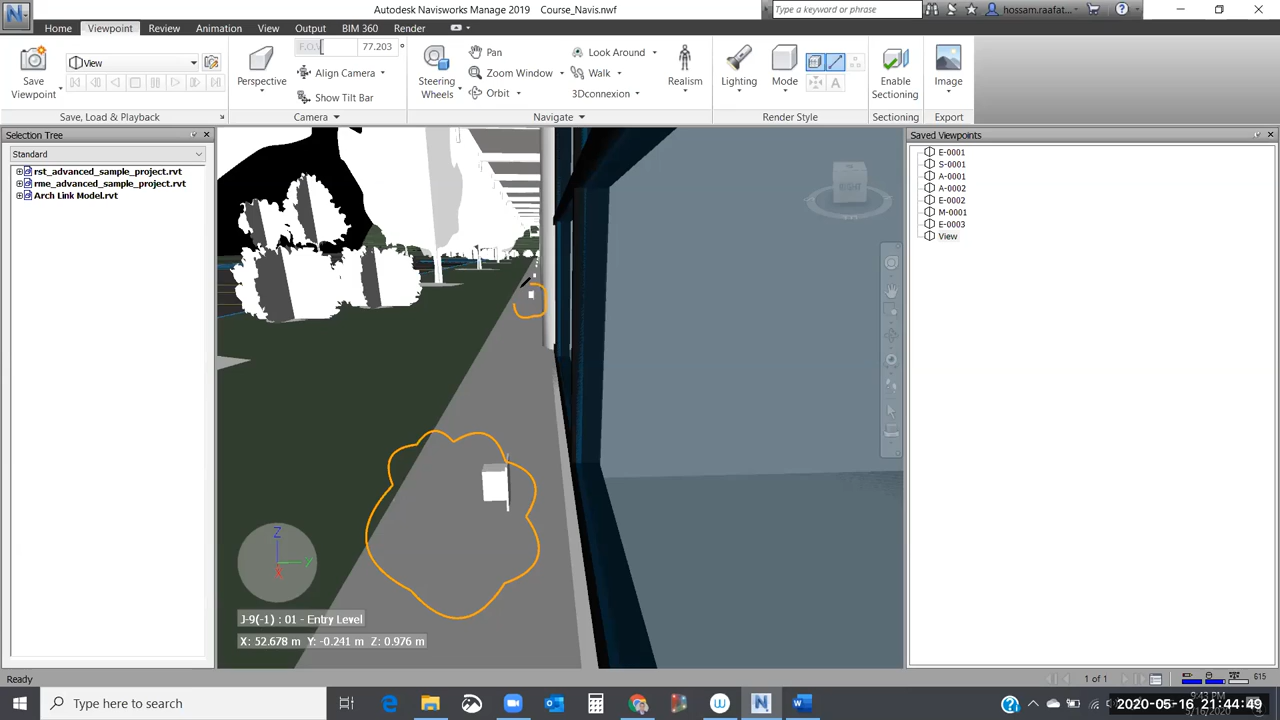 Autodesk Navisworks Manage 2019 Course_Navis.nwf
Type a keyword or phrase
hossam.raafat...
Home Viewpoint Review Animation View Output BIM 360 Render
Save Viewpoint
View
Save, Load & Playback
Perspective
F.O.V. 77.203 °
Align Camera
Show Tilt Bar
Camera
Steering Wheels
Pan
Zoom Window
Orbit
Look Around
Walk
3Dconnexion
Navigate
Realism
Lighting
Mode
Render Style
Enable Sectioning
Sectioning
Image
Export
Selection Tree
Standard
rst_advanced_sample_project.rvt
rme_advanced_sample_project.rvt
Arch Link Model.rvt
RIGHT
Z
Y
X
J-9(-1) : 01 - Entry Level
X: 52.678 m Y: -0.241 m Z: 0.976 m
Saved Viewpoints
E-0001
S-0001
A-0001
A-0002
E-0002
M-0001
E-0003
View
Ready
1 of 1
615
Type here to search
9:43 PM
2020-05-16 21:44:49